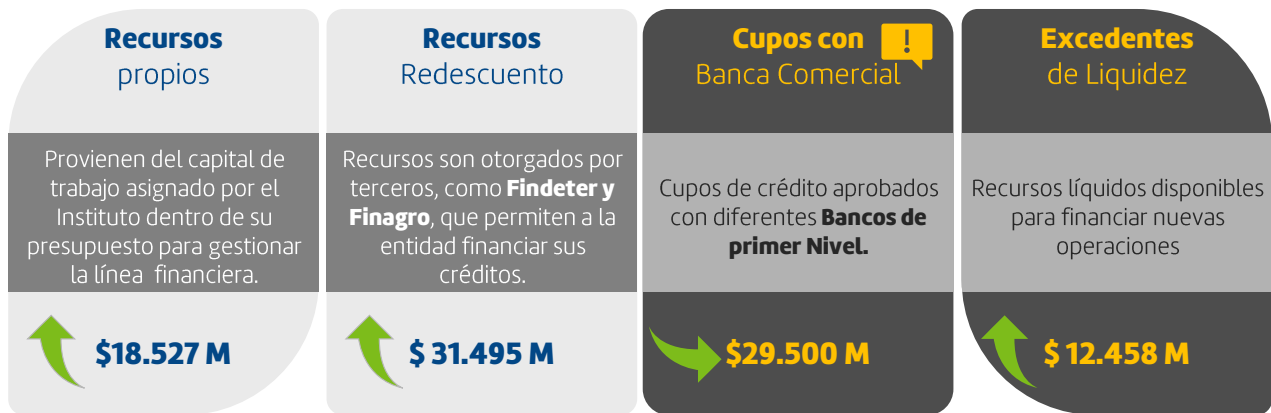 Recursos
propios
Provienen del capital de
trabajo asignado por el
Instituto dentro de su
presupuesto para gestionar
la línea financiera.
$18.527 M
Recursos
Redescuento
Recursos son otorgados por
terceros, como Findeter y
Finagro, que permiten a la
entidad financiar sus
créditos.
$ 31.495 M
Cupos con
Banca Comercial
!
Cupos de crédito aprobados
con diferentes Bancos de
primer Nivel.
$29.500 M
Excedentes
de Liquidez
Recursos líquidos disponibles
para financiar nuevas
operaciones
$ 12.458 M